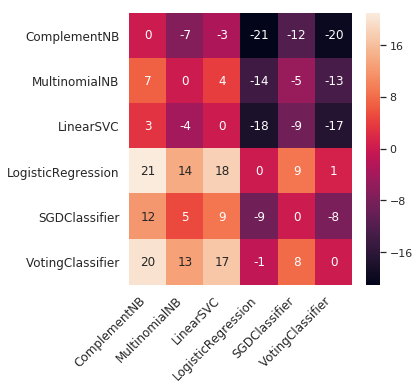 ComplementNB 0 -7 -3 -21 -12 -20
MultinomialNB 7 0 4 -14 -5 -13
LinearSVC 3 -4 0 -18 -9 -17
LogisticRegression 21 14 18 0 9 1
SGDClassifier 12 5 9 -9 0 -8
VotingClassifier 20 13 17 -1 8 0
ComplementNB
MultinomialNB
LinearSVC
LogisticRegression
SGDClassifier
VotingClassifier
16
8
0
-8
-16